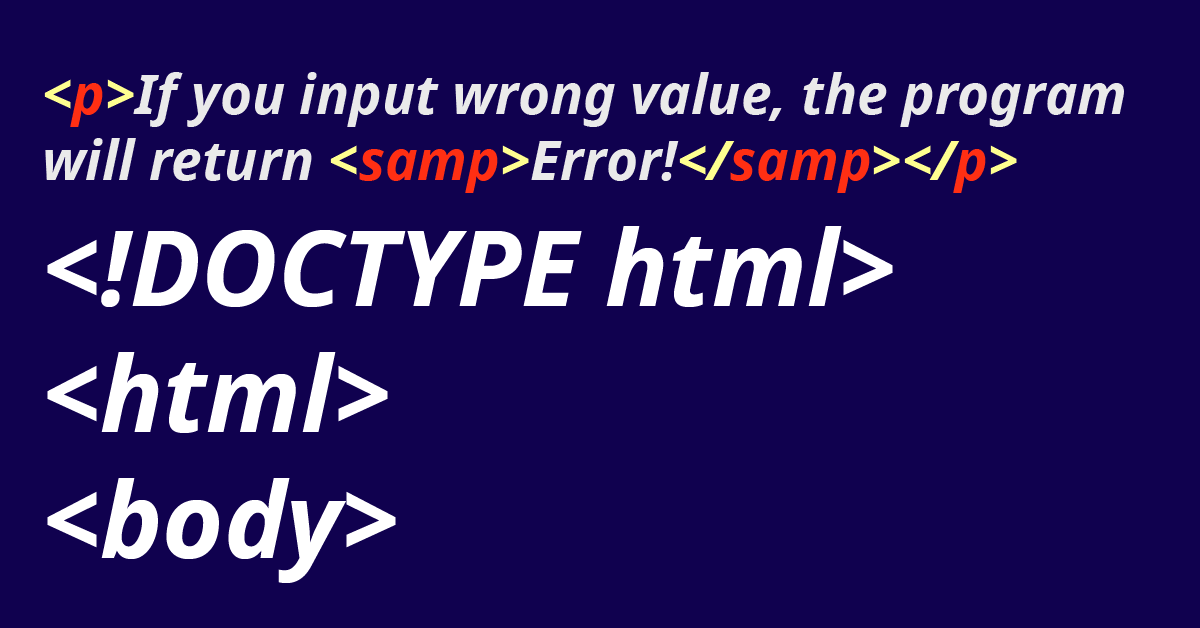 <p>If you input wrong value, the program
will return <samp>Error!</samp></p>
<!DOCTYPE html>
<html>
<body>